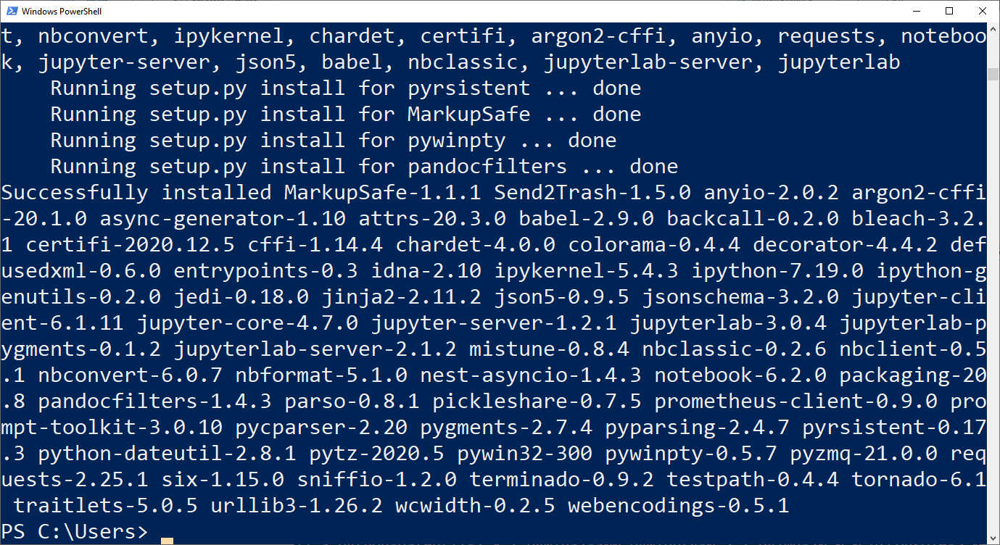 Windows PowerShell
t, nbconvert, ipykernel, chardet, certifi, argon2-cffi, anyio, requests, noteboo
k, jupyter-server, json5, babel, nbclassic, jupyterlab-server, jupyterlab
    Running setup.py install for pyrsistent ... done
    Running setup.py install for MarkupSafe ... done
    Running setup.py install for pywinpty ... done
    Running setup.py install for pandocfilters ... done
Successfully installed MarkupSafe-1.1.1 Send2Trash-1.5.0 anyio-2.0.2 argon2-cffi
-20.1.0 async-generator-1.10 attrs-20.3.0 babel-2.9.0 backcall-0.2.0 bleach-3.2.
1 certifi-2020.12.5 cffi-1.14.4 chardet-4.0.0 colorama-0.4.4 decorator-4.4.2 def
usedxml-0.6.0 entrypoints-0.3 idna-2.10 ipykernel-5.4.3 ipython-7.19.0 ipython-g
enutils-0.2.0 jedi-0.18.0 jinja2-2.11.2 json5-0.9.5 jsonschema-3.2.0 jupyter-cli
ent-6.1.11 jupyter-core-4.7.0 jupyter-server-1.2.1 jupyterlab-3.0.4 jupyterlab-p
ygments-0.1.2 jupyterlab-server-2.1.2 mistune-0.8.4 nbclassic-0.2.6 nbclient-0.5
.1 nbconvert-6.0.7 nbformat-5.1.0 nest-asyncio-1.4.3 notebook-6.2.0 packaging-20
.8 pandocfilters-1.4.3 parso-0.8.1 pickleshare-0.7.5 prometheus-client-0.9.0 pro
mpt-toolkit-3.0.10 pycparser-2.20 pygments-2.7.4 pyparsing-2.4.7 pyrsistent-0.17
.3 python-dateutil-2.8.1 pytz-2020.5 pywin32-300 pywinpty-0.5.7 pyzmq-21.0.0 req
uests-2.25.1 six-1.15.0 sniffio-1.2.0 terminado-0.9.2 testpath-0.4.4 tornado-6.1
 traitlets-5.0.5 urllib3-1.26.2 wcwidth-0.2.5 webencodings-0.5.1
PS C:\Users>